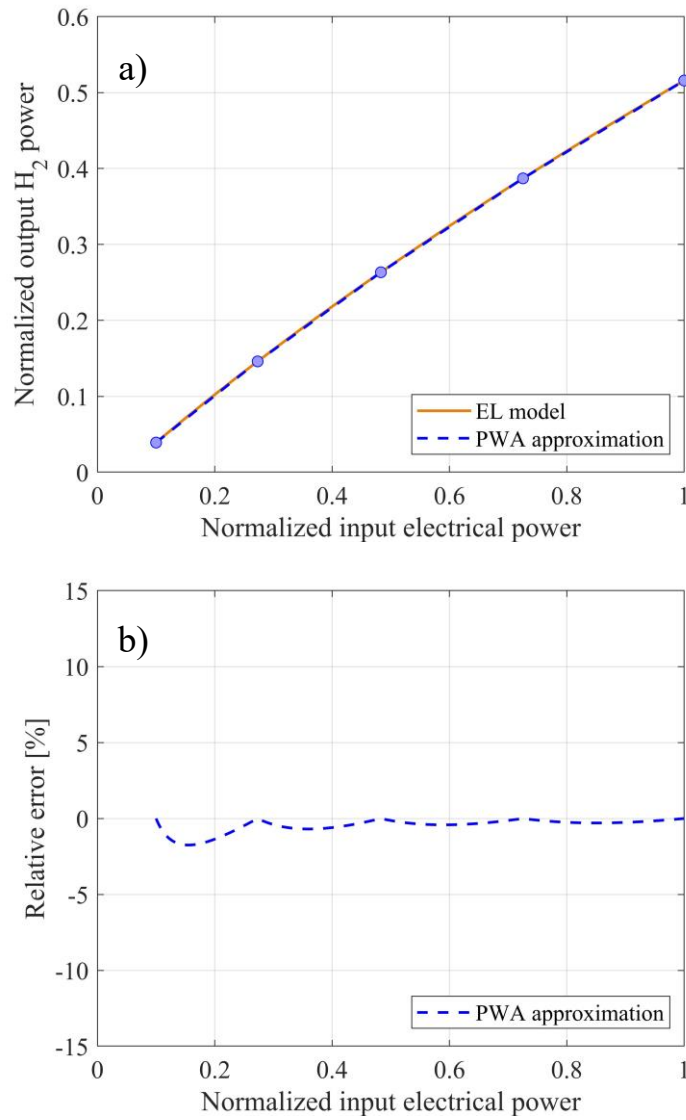 a)
0.6
0.5
0.4
0.3
0.2
0.1
0
Normalized output H2 power
EL model
PWA approximation
0 0.2 0.4 0.6 0.8 1
Normalized input electrical power
b)
15
10
5
0
-5
-10
-15
Relative error [%]
PWA approximation
0 0.2 0.4 0.6 0.8 1
Normalized input electrical power